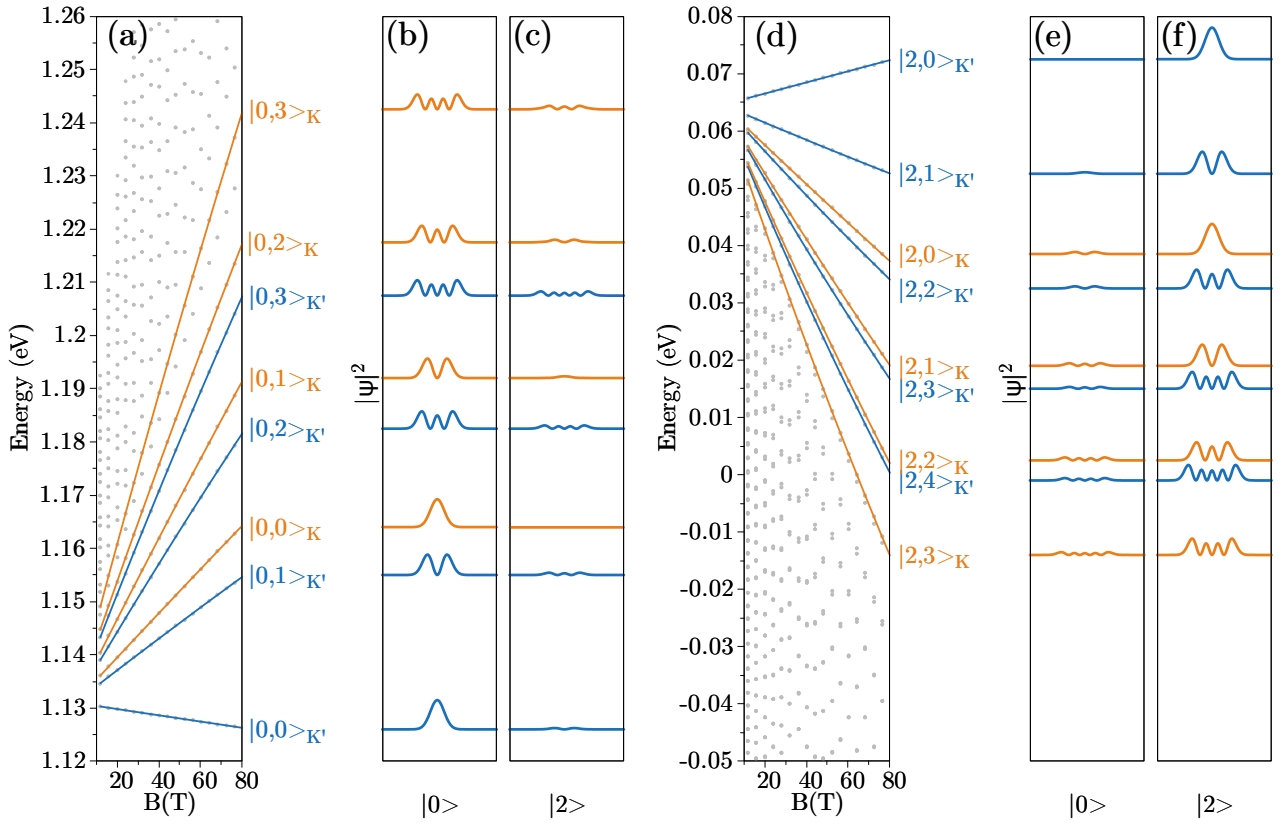 (a)
1.26
1.25
1.24
1.23
1.22
1.21
1.2
1.19
1.18
1.17
1.16
1.15
1.14
1.13
1.12
Energy (eV)
20
40
60
80
B(T)
|0,3>K
|0,2>K
|0,3>K'
|0,1>K
|0,2>K'
|0,0>K
|0,1>K'
|0,0>K'
(b)
|ψ|2
|0>
(c)
|2>
(d)
0.08
0.07
0.06
0.05
0.04
0.03
0.02
0.01
0
-0.01
-0.02
-0.03
-0.04
-0.05
Energy (eV)
20
40
60
80
B(T)
|2,0>K'
|2,1>K'
|2,0>K
|2,2>K'
|2,1>K
|2,3>K'
|2,2>K
|2,4>K'
|2,3>K
(e)
|ψ|2
|0>
(f)
|2>